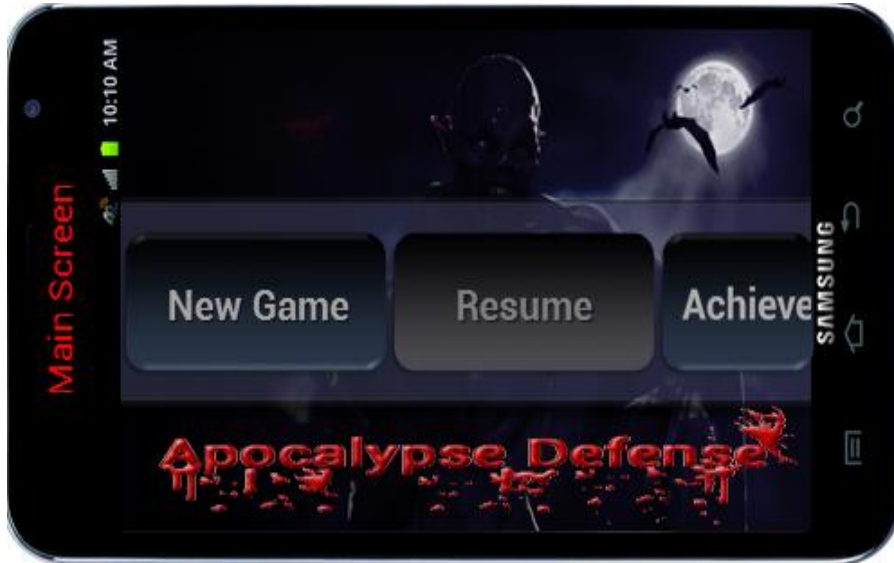 Main Screen
10:10 AM
New Game
Resume
Achieve
SAMSUNG
Apocalypse Defense